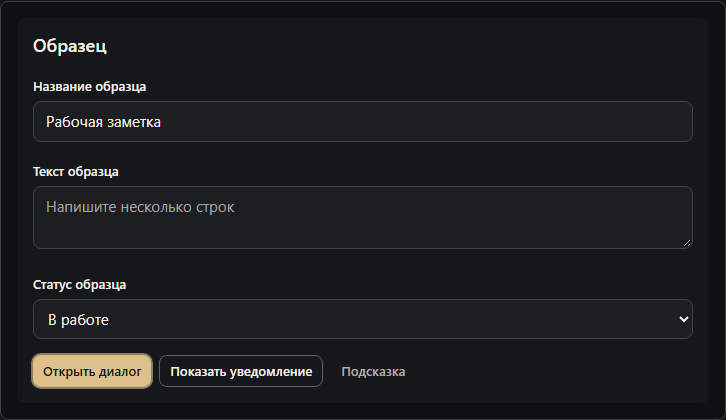 Образец
Название образца
Рабочая заметка
Текст образца
Напишите несколько строк
Статус образца
В работе
Открыть диалог Показать уведомление Подсказка